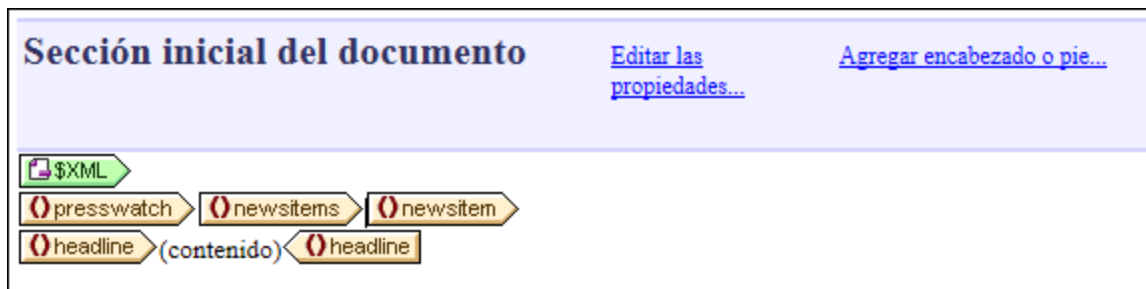 Sección inicial del documento Editar las Agregar encabezado o pie...
propiedades...
$XML
() presswatch () newsitems () newsitem
() headline (contenido) () headline